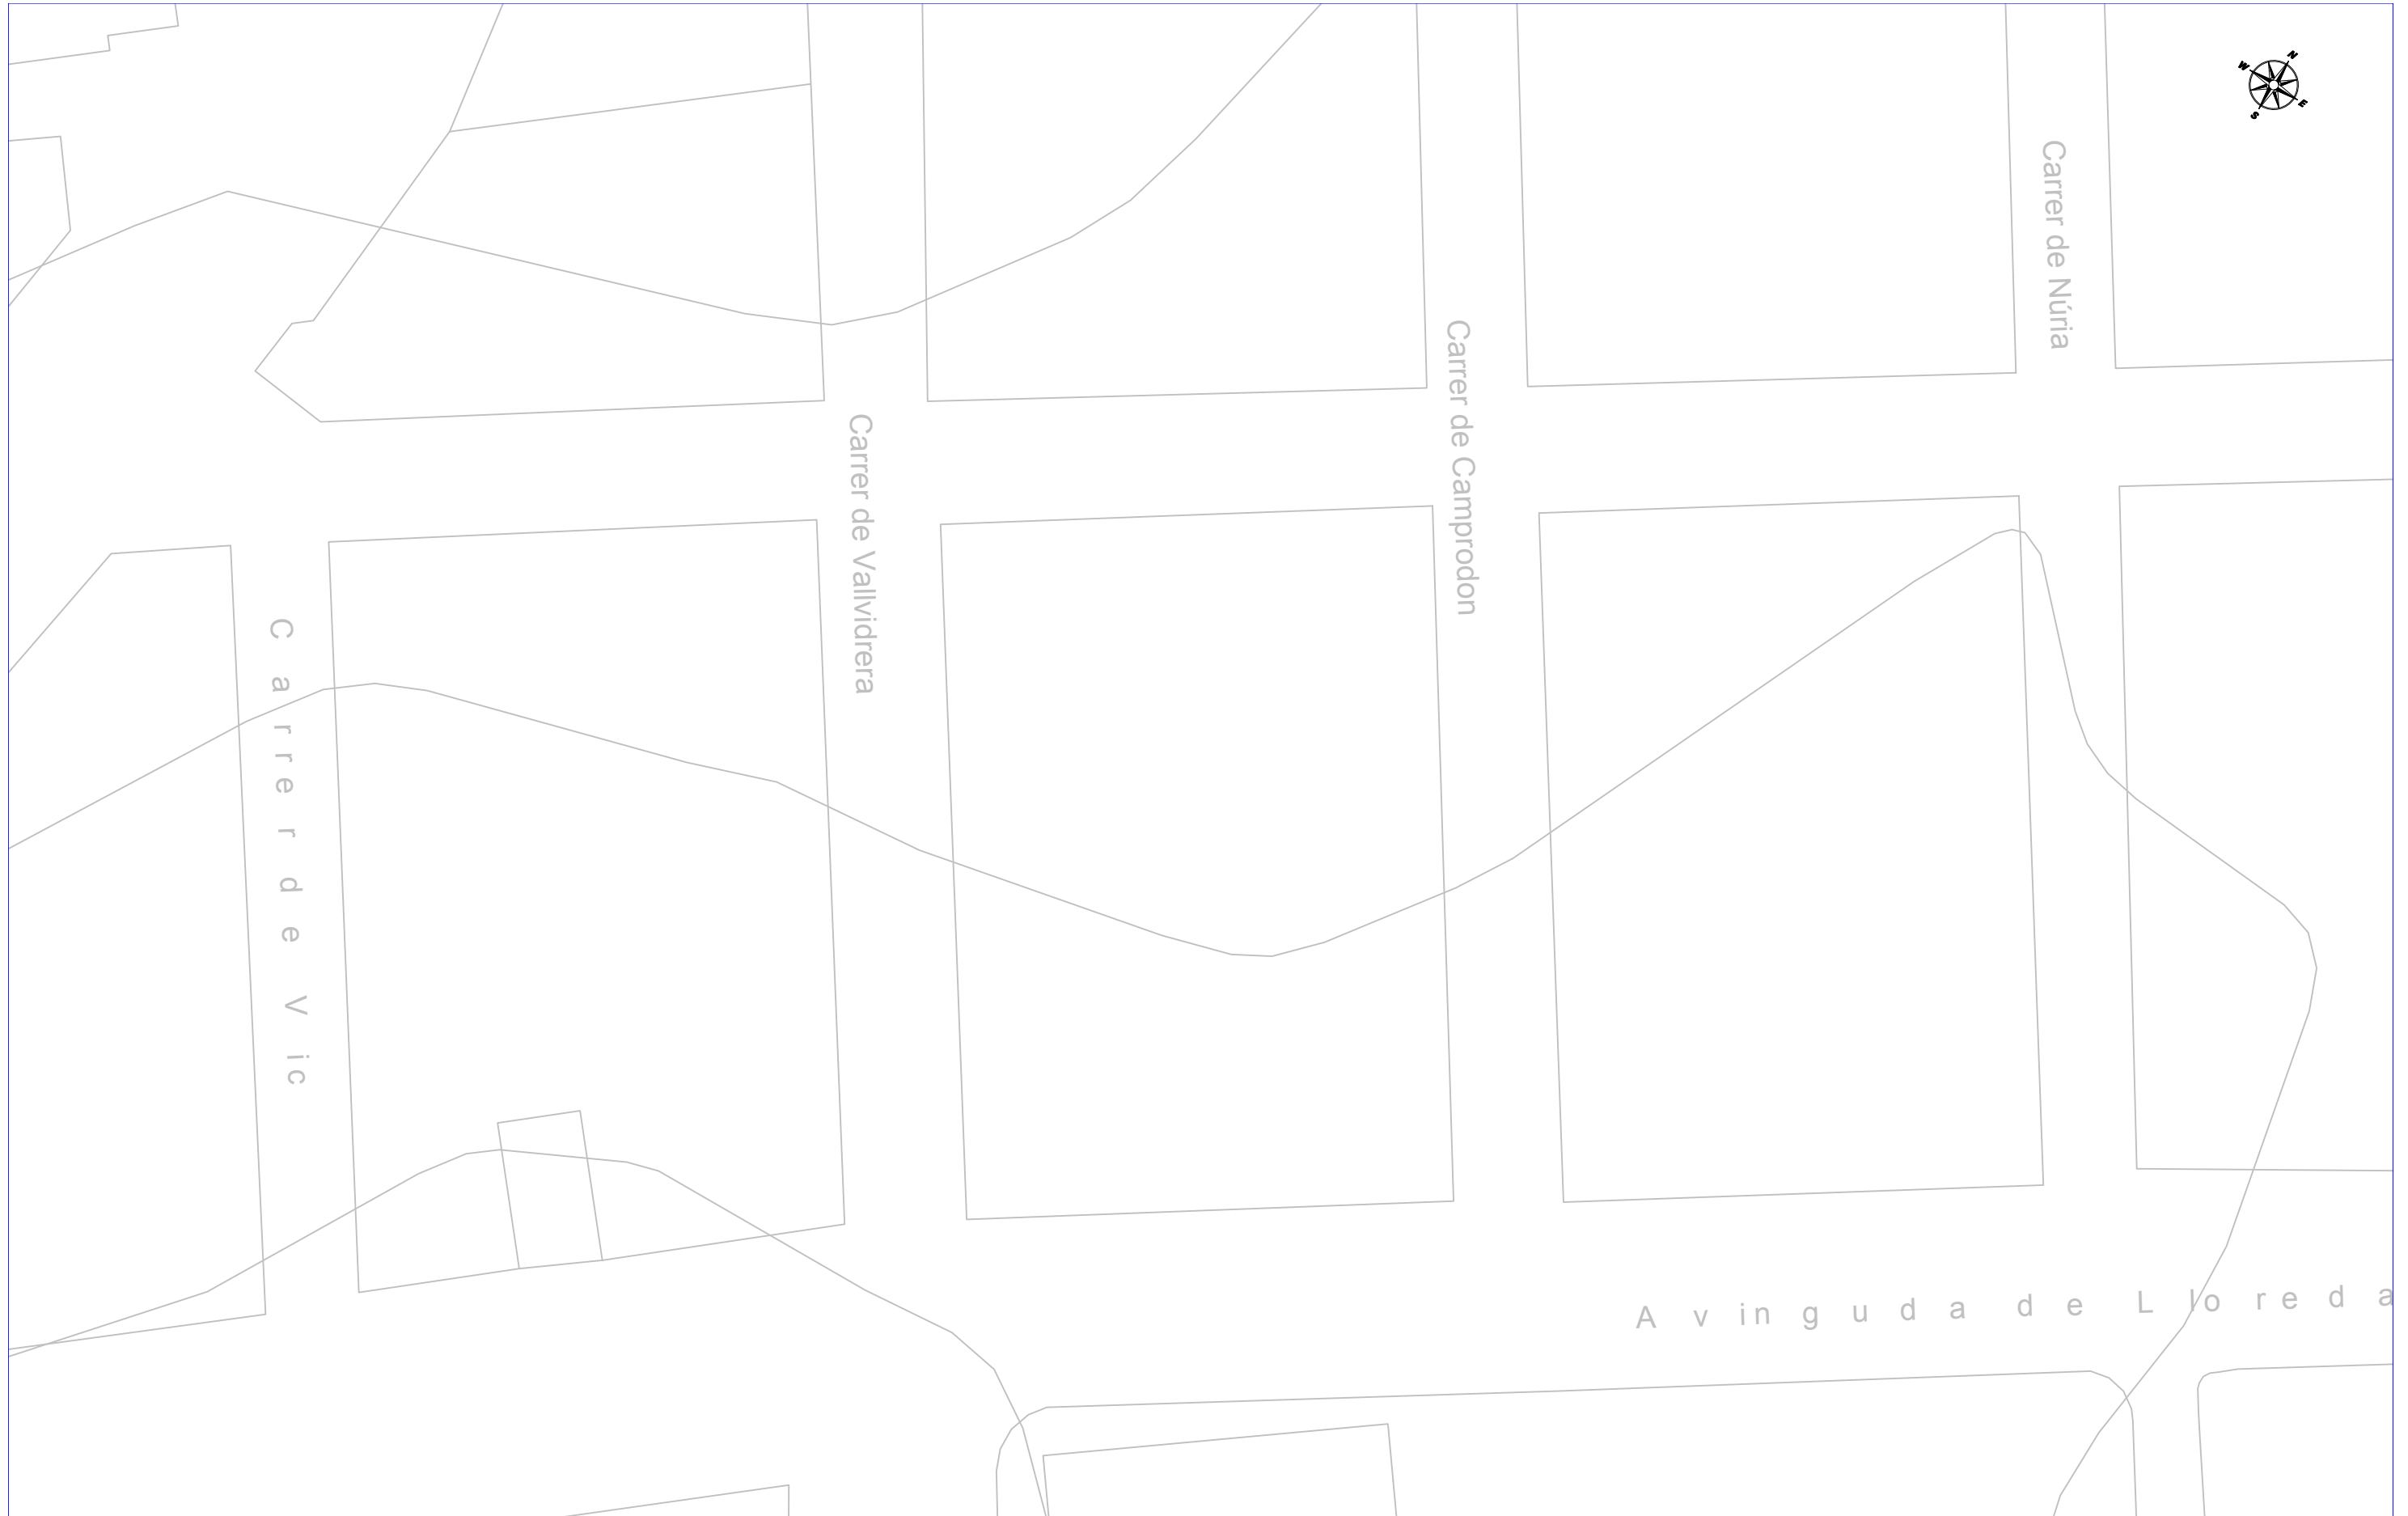 N
W
E
S
Carrer de Núria
Carrer de Camprodon
Carrer de Vallvidrera
Carrer de Vic
Avinguda de Lloreda